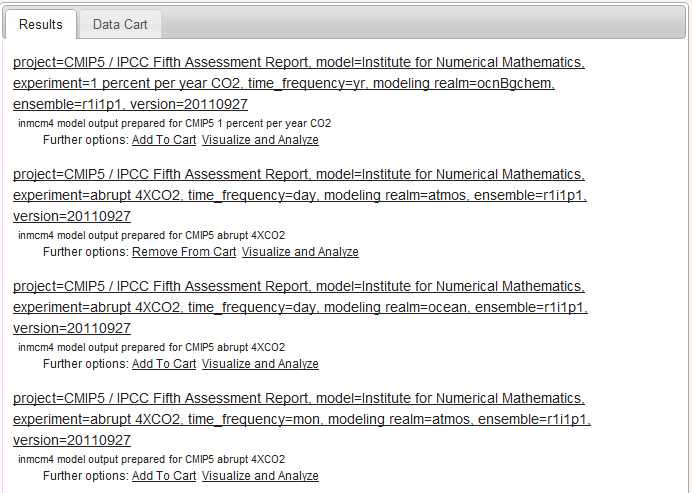 Results Data Cart
project=CMIP5 / IPCC Fifth Assessment Report, model=Institute for Numerical Mathematics,
experiment=1 percent per year CO2, time_frequency=yr, modeling realm=ocnBgchem,
ensemble=r1i1p1, version=20110927
inmcm4 model output prepared for CMIP5 1 percent per year CO2
Further options: Add To Cart Visualize and Analyze
project=CMIP5 / IPCC Fifth Assessment Report, model=Institute for Numerical Mathematics,
experiment=abrupt 4XCO2, time_frequency=day, modeling realm=atmos, ensemble=r1i1p1,
version=20110927
inmcm4 model output prepared for CMIP5 abrupt 4XCO2
Further options: Remove From Cart Visualize and Analyze
project=CMIP5 / IPCC Fifth Assessment Report, model=Institute for Numerical Mathematics,
experiment=abrupt 4XCO2, time_frequency=day, modeling realm=ocean, ensemble=r1i1p1,
version=20110927
inmcm4 model output prepared for CMIP5 abrupt 4XCO2
Further options: Add To Cart Visualize and Analyze
project=CMIP5 / IPCC Fifth Assessment Report, model=Institute for Numerical Mathematics,
experiment=abrupt 4XCO2, time_frequency=mon, modeling realm=atmos, ensemble=r1i1p1,
version=20110927
inmcm4 model output prepared for CMIP5 abrupt 4XCO2
Further options: Add To Cart Visualize and Analyze